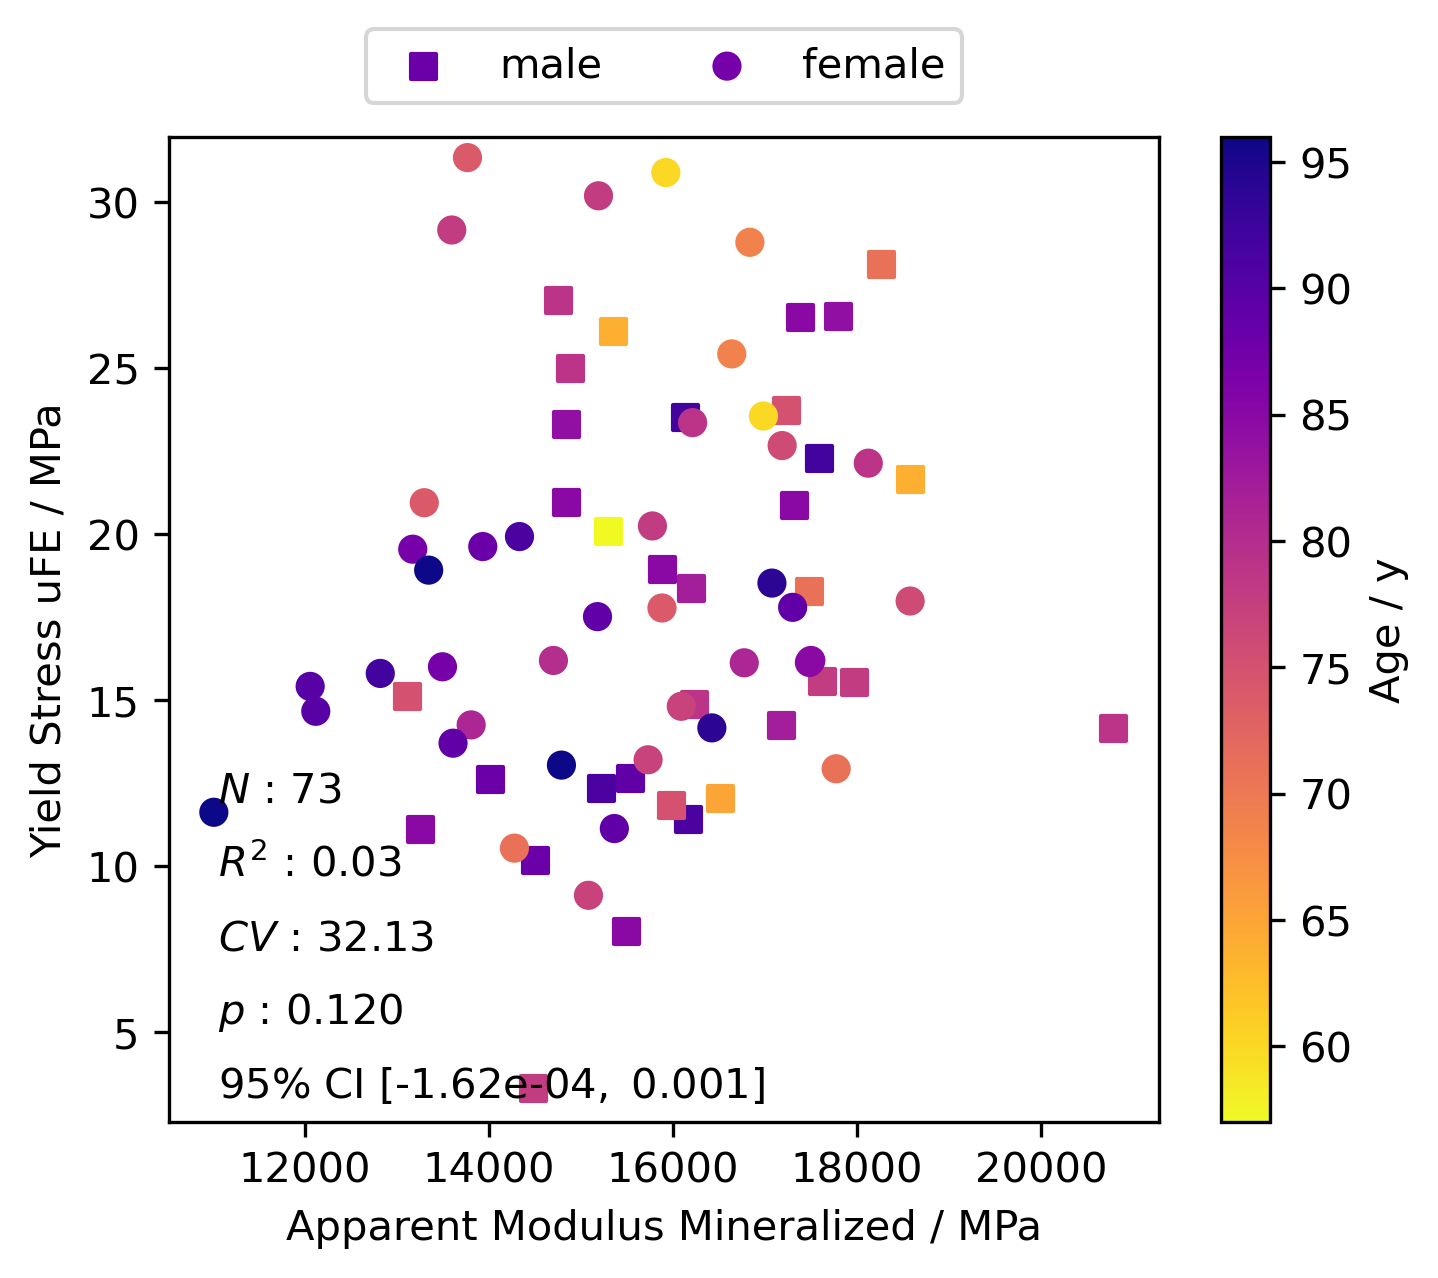 male female
30
25
20
15
10
5
Yield Stress uFE / MPa
N : 73
R² : 0.03
CV : 32.13
p : 0.120
95% CI [-1.62e-04, 0.001]
12000 14000 16000 18000 20000
Apparent Modulus Mineralized / MPa
95
90
85
80
75
70
65
60
Age / y